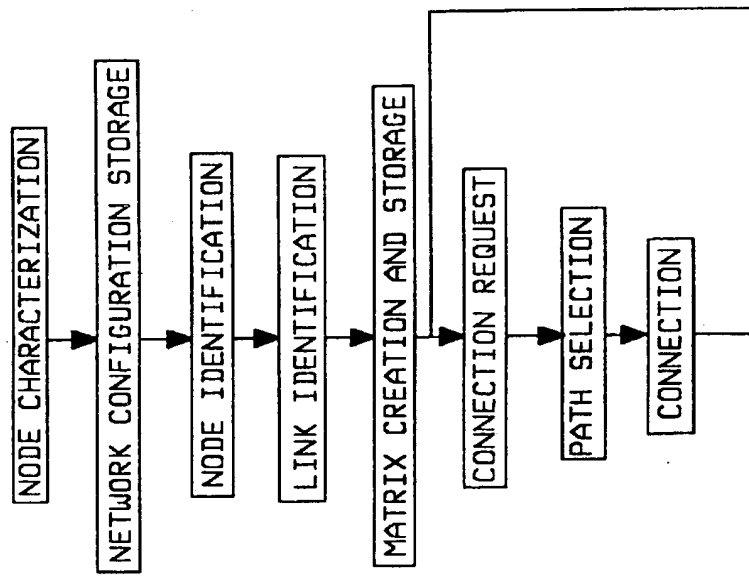 NODE CHARACTERIZATION
NETWORK CONFIGURATION STORAGE
NODE IDENTIFICATION
LINK IDENTIFICATION
MATRIX CREATION AND STORAGE
CONNECTION REQUEST
PATH SELECTION
CONNECTION